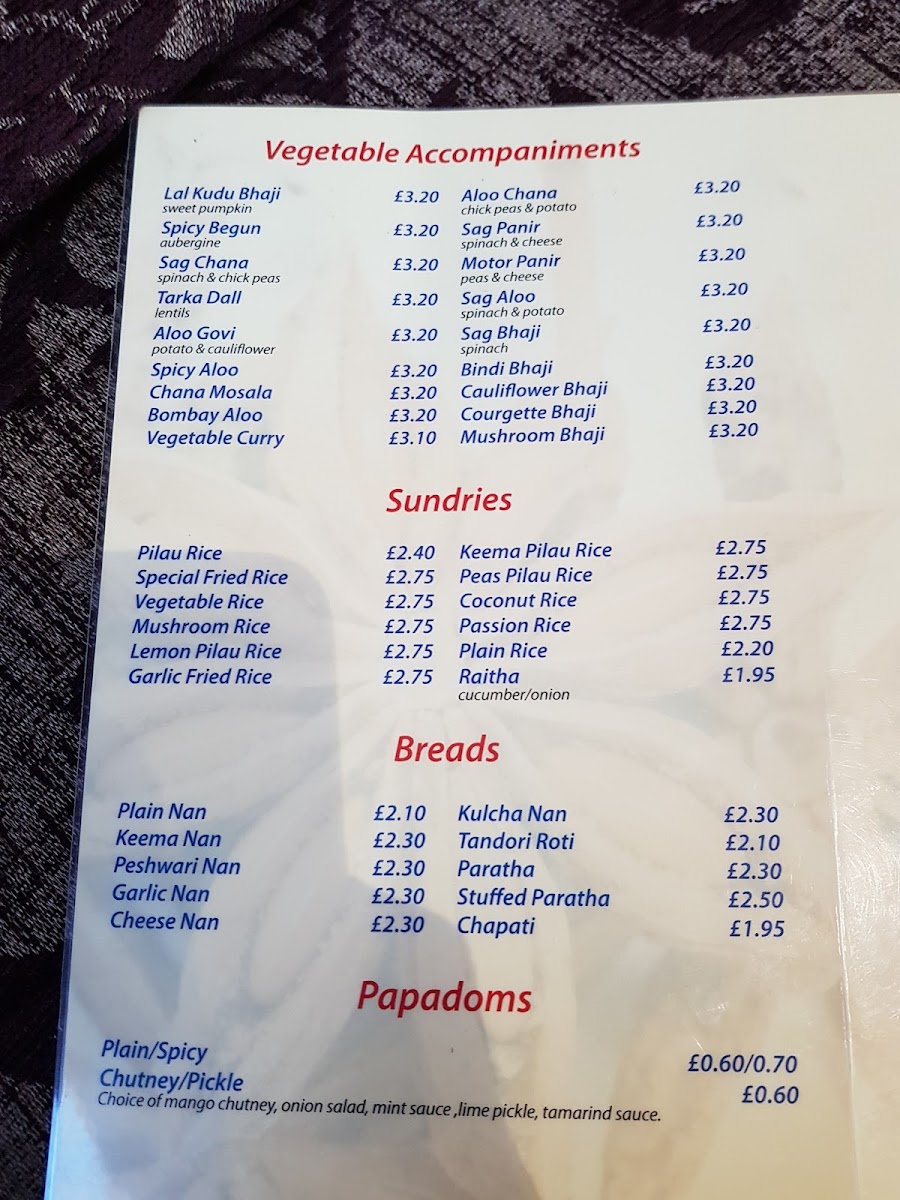 Vegetable Accompaniments
Lal Kudu Bhaji £3.20 Aloo Chana £3.20
sweet pumpkin chick peas & potato
Spicy Begun £3.20 Sag Panir £3.20
aubergine spinach & cheese
Sag Chana £3.20 Motor Panir £3.20
spinach & chick peas peas & cheese
Tarka Dall £3.20 Sag Aloo £3.20
lentils spinach & potato
Aloo Govi £3.20 Sag Bhaji £3.20
potato & cauliflower spinach
Spicy Aloo £3.20 Bindi Bhaji £3.20
Chana Mosala £3.20 Cauliflower Bhaji £3.20
Bombay Aloo £3.20 Courgette Bhaji £3.20
Vegetable Curry £3.10 Mushroom Bhaji £3.20
Sundries
Pilau Rice £2.40 Keema Pilau Rice £2.75
Special Fried Rice £2.75 Peas Pilau Rice £2.75
Vegetable Rice £2.75 Coconut Rice £2.75
Mushroom Rice £2.75 Passion Rice £2.75
Lemon Pilau Rice £2.75 Plain Rice £2.20
Garlic Fried Rice £2.75 Raitha £1.95
cucumber/onion
Breads
Plain Nan £2.10 Kulcha Nan £2.30
Keema Nan £2.30 Tandori Roti £2.10
Peshwari Nan £2.30 Paratha £2.30
Garlic Nan £2.30 Stuffed Paratha £2.50
Cheese Nan £2.30 Chapati £1.95
Papadoms
Plain/Spicy £0.60/0.70
Chutney/Pickle £0.60
Choice of mango chutney, onion salad, mint sauce ,lime pickle, tamarind sauce.